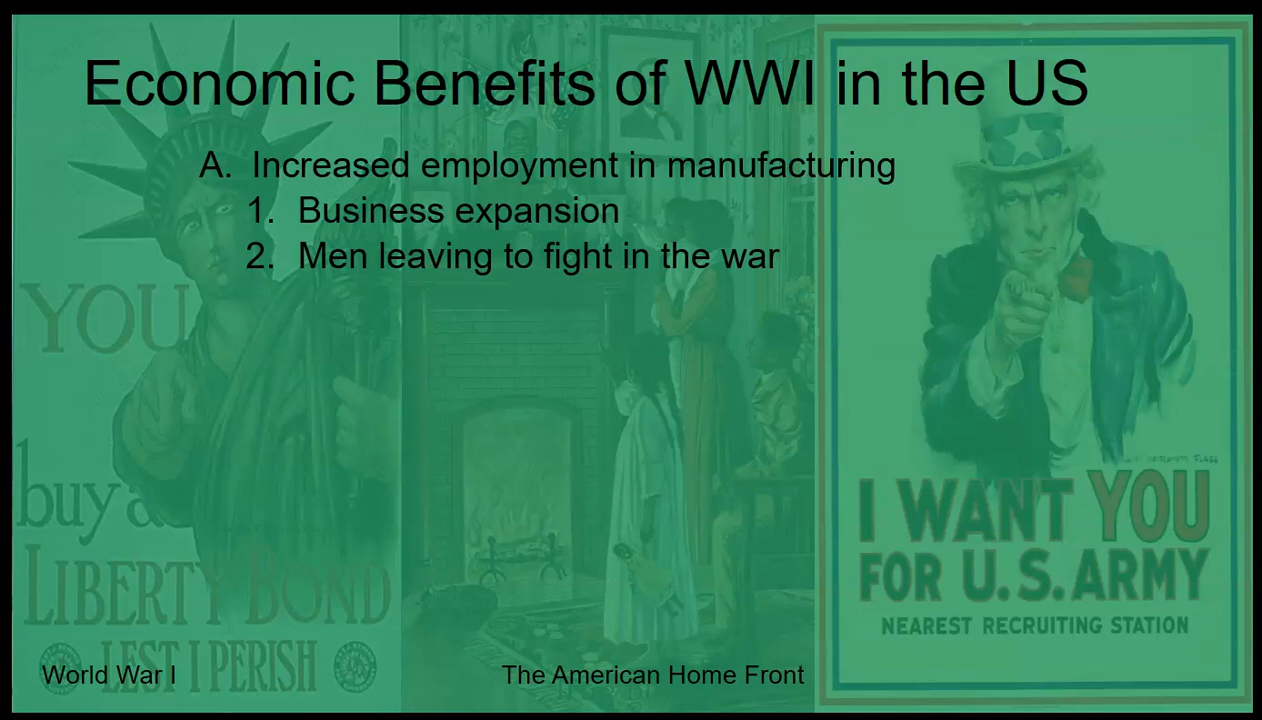 Economic Benefits of WWI in the US
A. Increased employment in manufacturing
1. Business expansion
2. Men leaving to fight in the war
YOU
buy a
LIBERTY BOND
LEST I PERISH
I WANT YOU
FOR U.S. ARMY
NEAREST RECRUITING STATION
World War I
The American Home Front